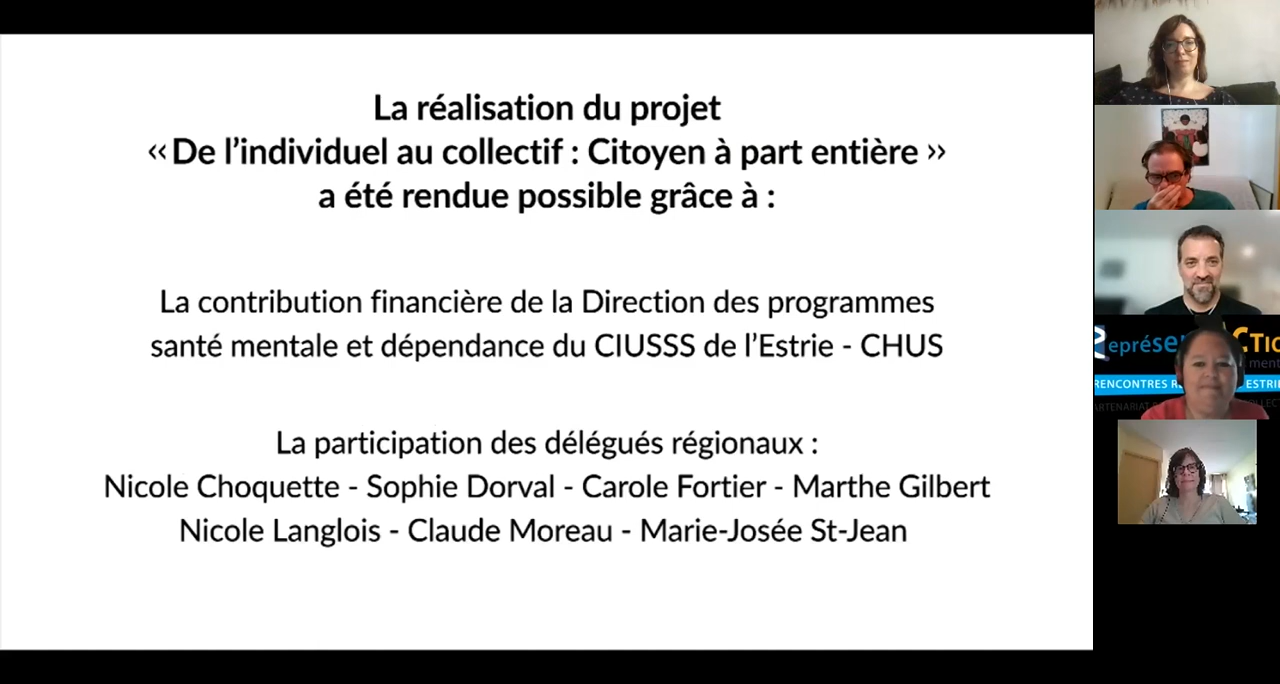 La réalisation du projet
‹‹ De l’individuel au collectif : Citoyen à part entière ››
a été rendue possible grâce à :
La contribution financière de la Direction des programmes
santé mentale et dépendance du CIUSSS de l’Estrie - CHUS
La participation des délégués régionaux :
Nicole Choquette - Sophie Dorval - Carole Fortier - Marthe Gilbert
Nicole Langlois - Claude Moreau - Marie-Josée St-Jean
ESTRIE